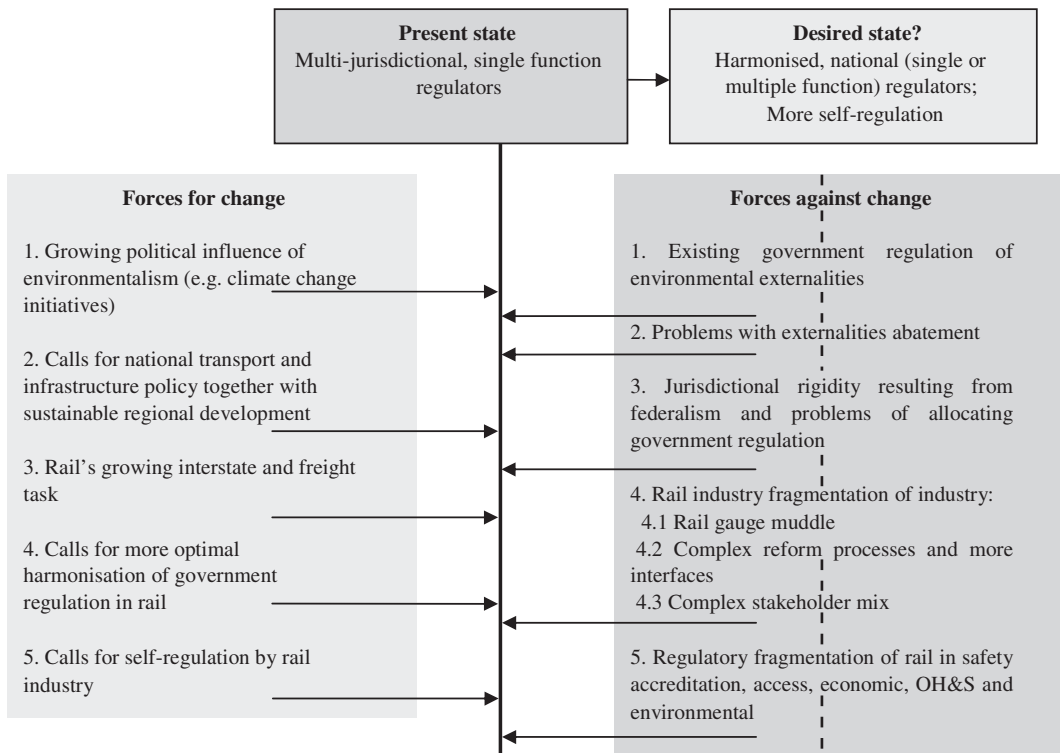 Present state
Multi-jurisdictional, single function
regulators
Desired state?
Harmonised, national (single or
multiple function) regulators;
More self-regulation
Forces for change
1. Growing political influence of
environmentalism (e.g. climate change
initiatives)
2. Calls for national transport and
infrastructure policy together with
sustainable regional development
3. Rail's growing interstate and freight
task
4. Calls for more optimal
harmonisation of government
regulation in rail
5. Calls for self-regulation by rail
industry
Forces against change
1. Existing government regulation of
environmental externalities
2. Problems with externalities abatement
3. Jurisdictional rigidity resulting from
federalism and problems of allocating
government regulation
4. Rail industry fragmentation of industry:
4.1 Rail gauge muddle
4.2 Complex reform processes and more
interfaces
4.3 Complex stakeholder mix
5. Regulatory fragmentation of rail in safety
accreditation, access, economic, OH&S and
environmental